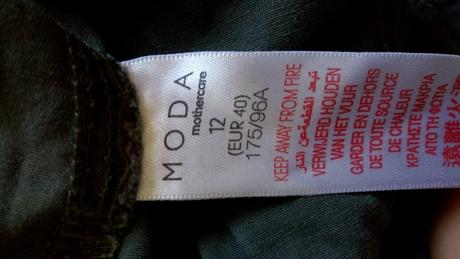 MODA
mothercare
12
(EUR 40)
175/96A
KEEP AWAY FROM FIRE
VERWIJDERD HOUDEN
VAN HET VUUR
GARDER EN DEHORS
DE TOUTE SOURCE
DE CHALEUR
ΚΡΑΤΗΣΤΕ ΜΑΚΡΙΑ
ΑΠΟ ΤΗ ΦΩΤΙΑ